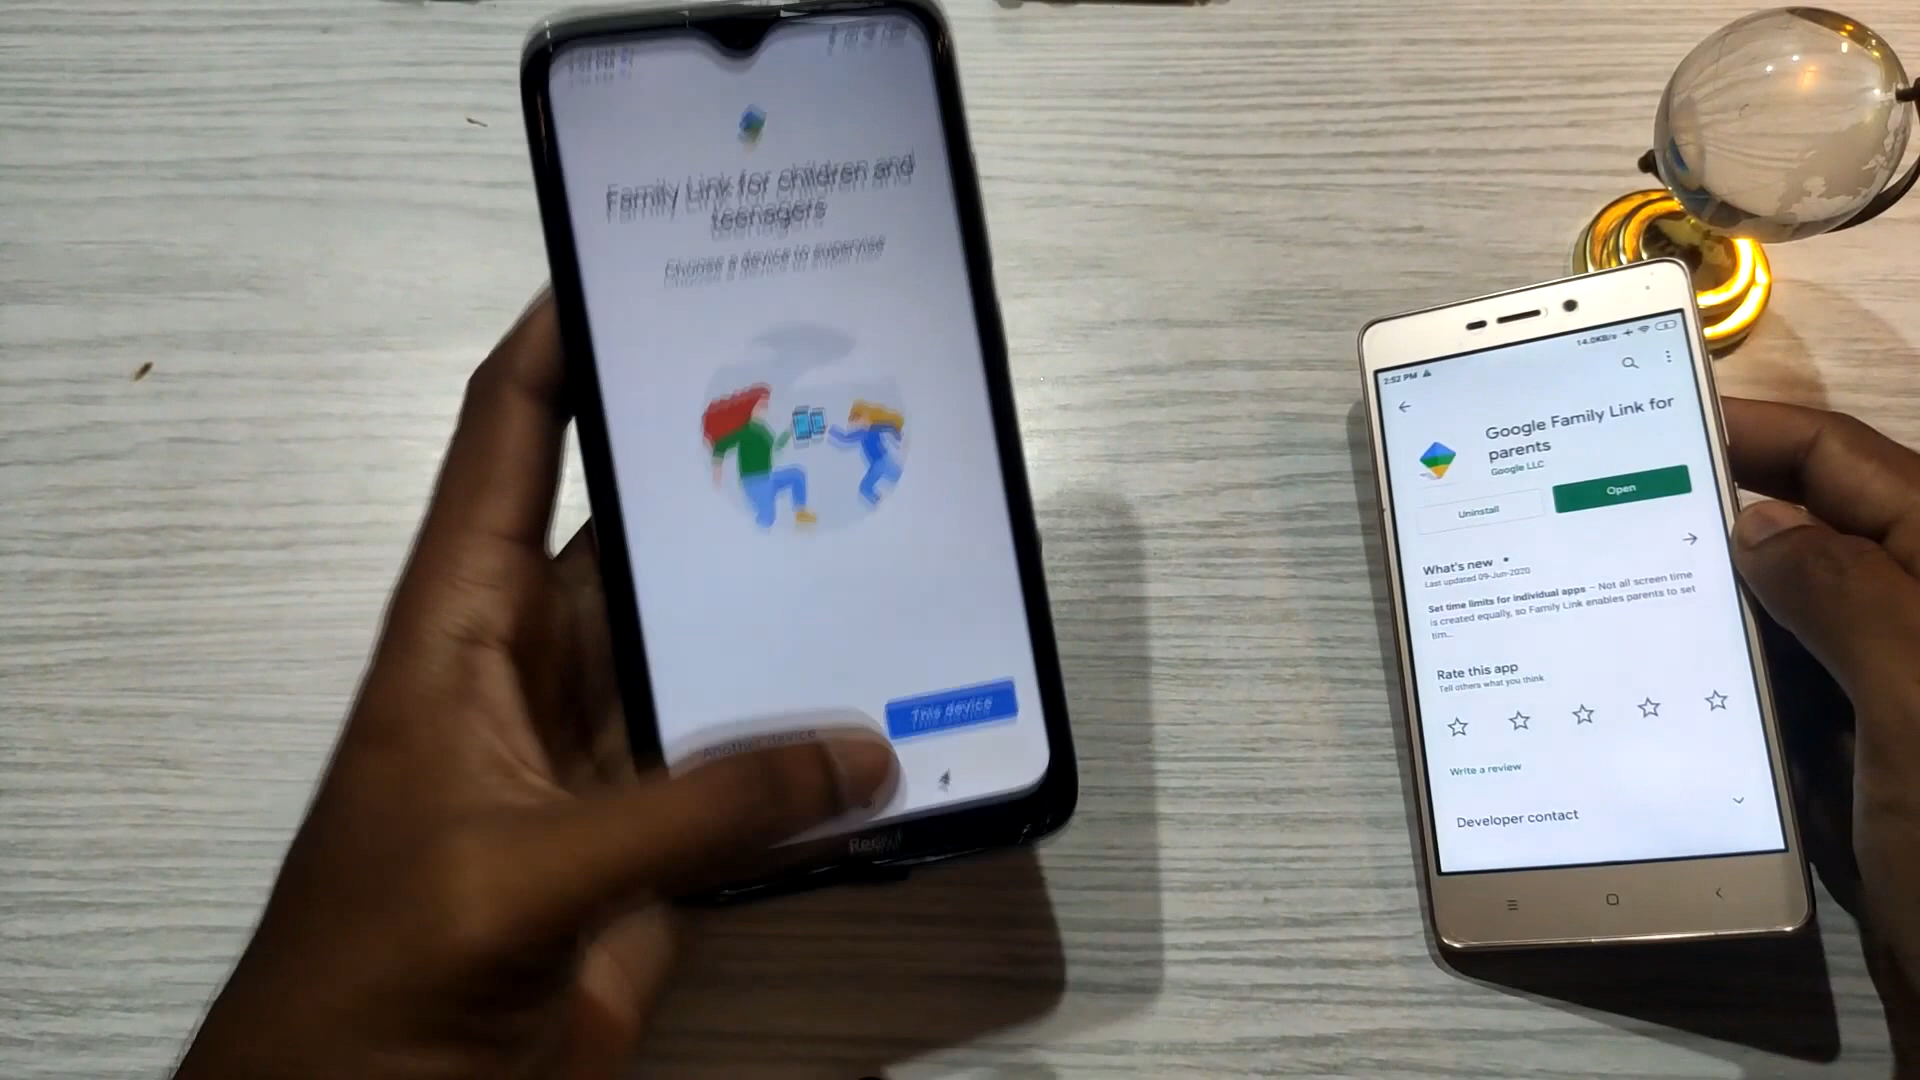 Family Link for children and
teenagers
Choose a device to supervise
This device
Another device
2:52 PM
14.0KB/s
Google Family Link for
parents
Google LLC
Uninstall
Open
What's new
Last updated 09-Jun-2020
Set time limits for individual apps – Not all screen time
is created equally, so Family Link enables parents to set
tim...
Rate this app
Tell others what you think
Write a review
Developer contact